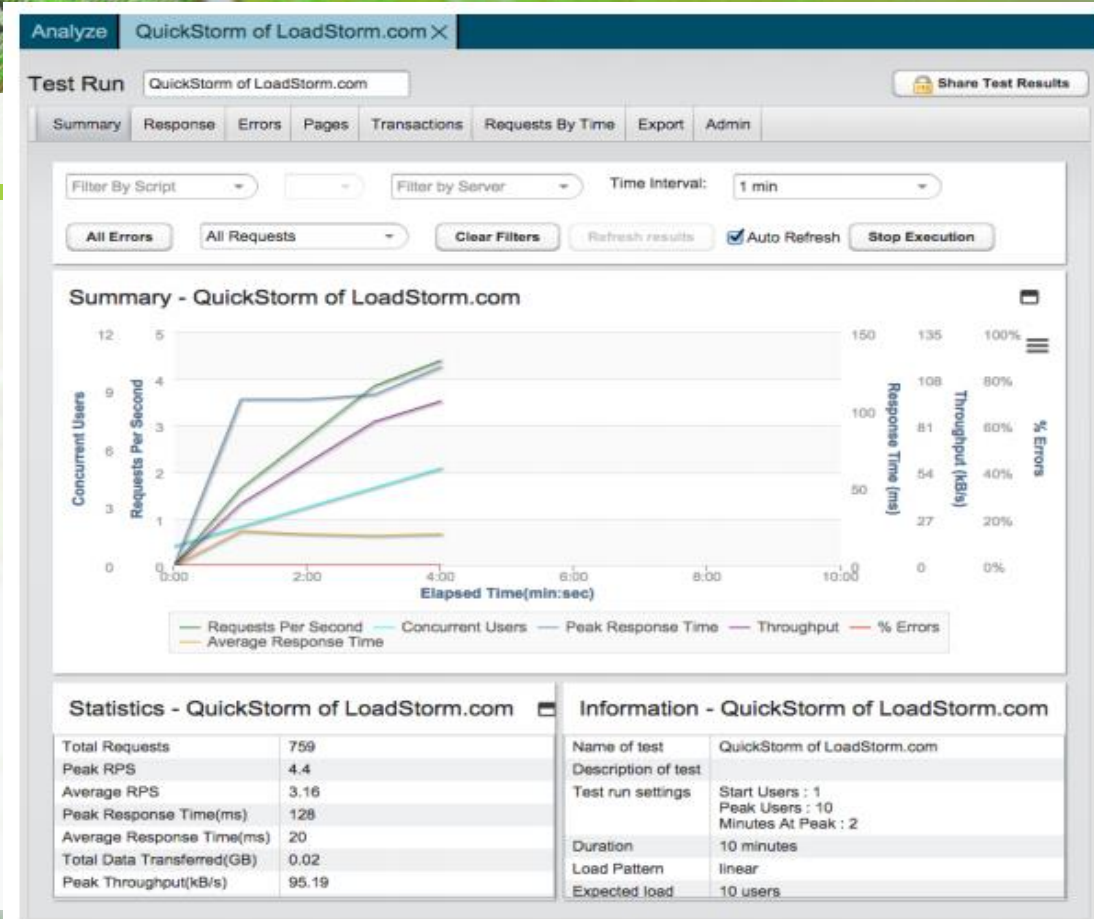 Analyze QuickStorm of LoadStorm.com
Test Run QuickStorm of LoadStorm.com Share Test Results
Summary Response Errors Pages Transactions Requests By Time Export Admin
Filter By Script Filter by Server Time Interval: 1 min
All Errors All Requests Clear Filters Refresh results Auto Refresh Stop Execution
Summary - QuickStorm of LoadStorm.com
12 5 150 135 100%
9 4 108 80%
100
3 81 60%
6
2 54 40%
50
3
1 27 20%
0 0 0 0 0%
0:00 2:00 4:00 6:00 8:00 10:00
Concurrent Users
Requests Per Second
Response Time (ms)
Throughput (kB/s)
% Errors
Elapsed Time(min:sec)
Requests Per Second Concurrent Users Peak Response Time Throughput % Errors
Average Response Time
Statistics - QuickStorm of LoadStorm.com
Total Requests 759
Peak RPS 4.4
Average RPS 3.16
Peak Response Time(ms) 128
Average Response Time(ms) 20
Total Data Transferred(GB) 0.02
Peak Throughput(kB/s) 95.19
Information - QuickStorm of LoadStorm.com
Name of test QuickStorm of LoadStorm.com
Description of test
Test run settings Start Users : 1
Peak Users : 10
Minutes At Peak : 2
Duration 10 minutes
Load Pattern linear
Expected load 10 users